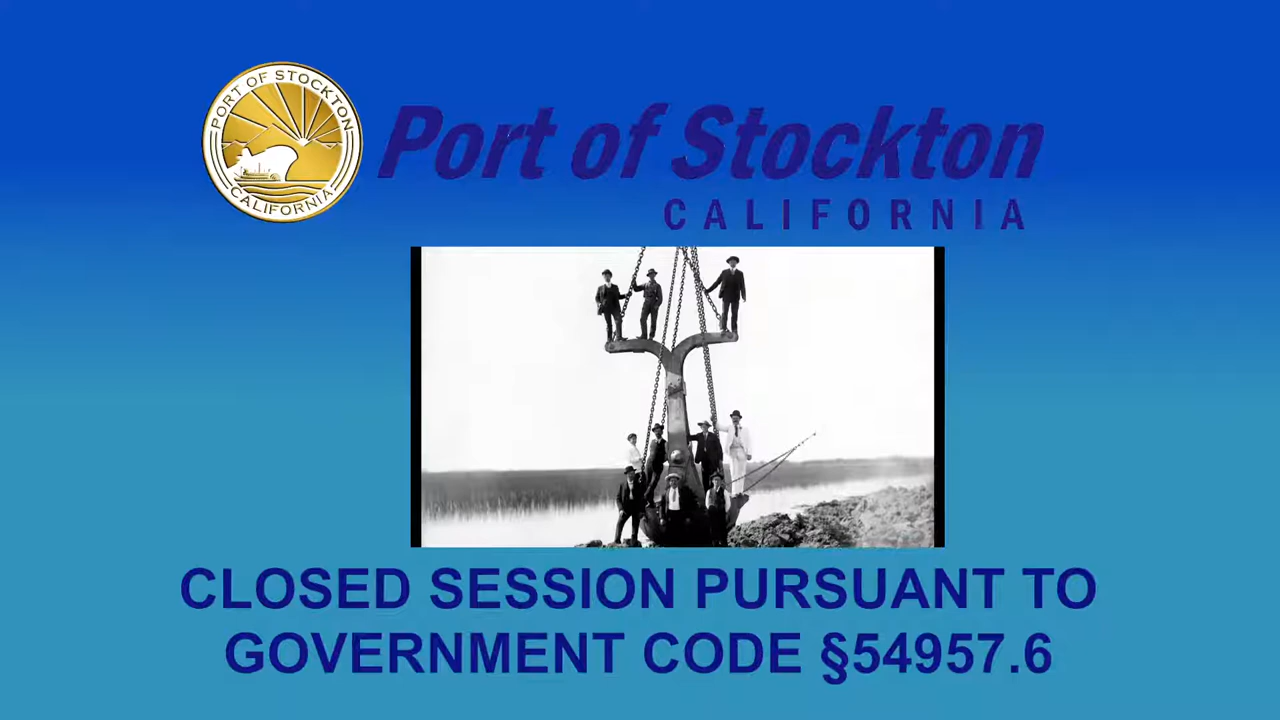 PORT OF STOCKTON
CALIFORNIA
Port of Stockton
CALIFORNIA
CLOSED SESSION PURSUANT TO
GOVERNMENT CODE §54957.6